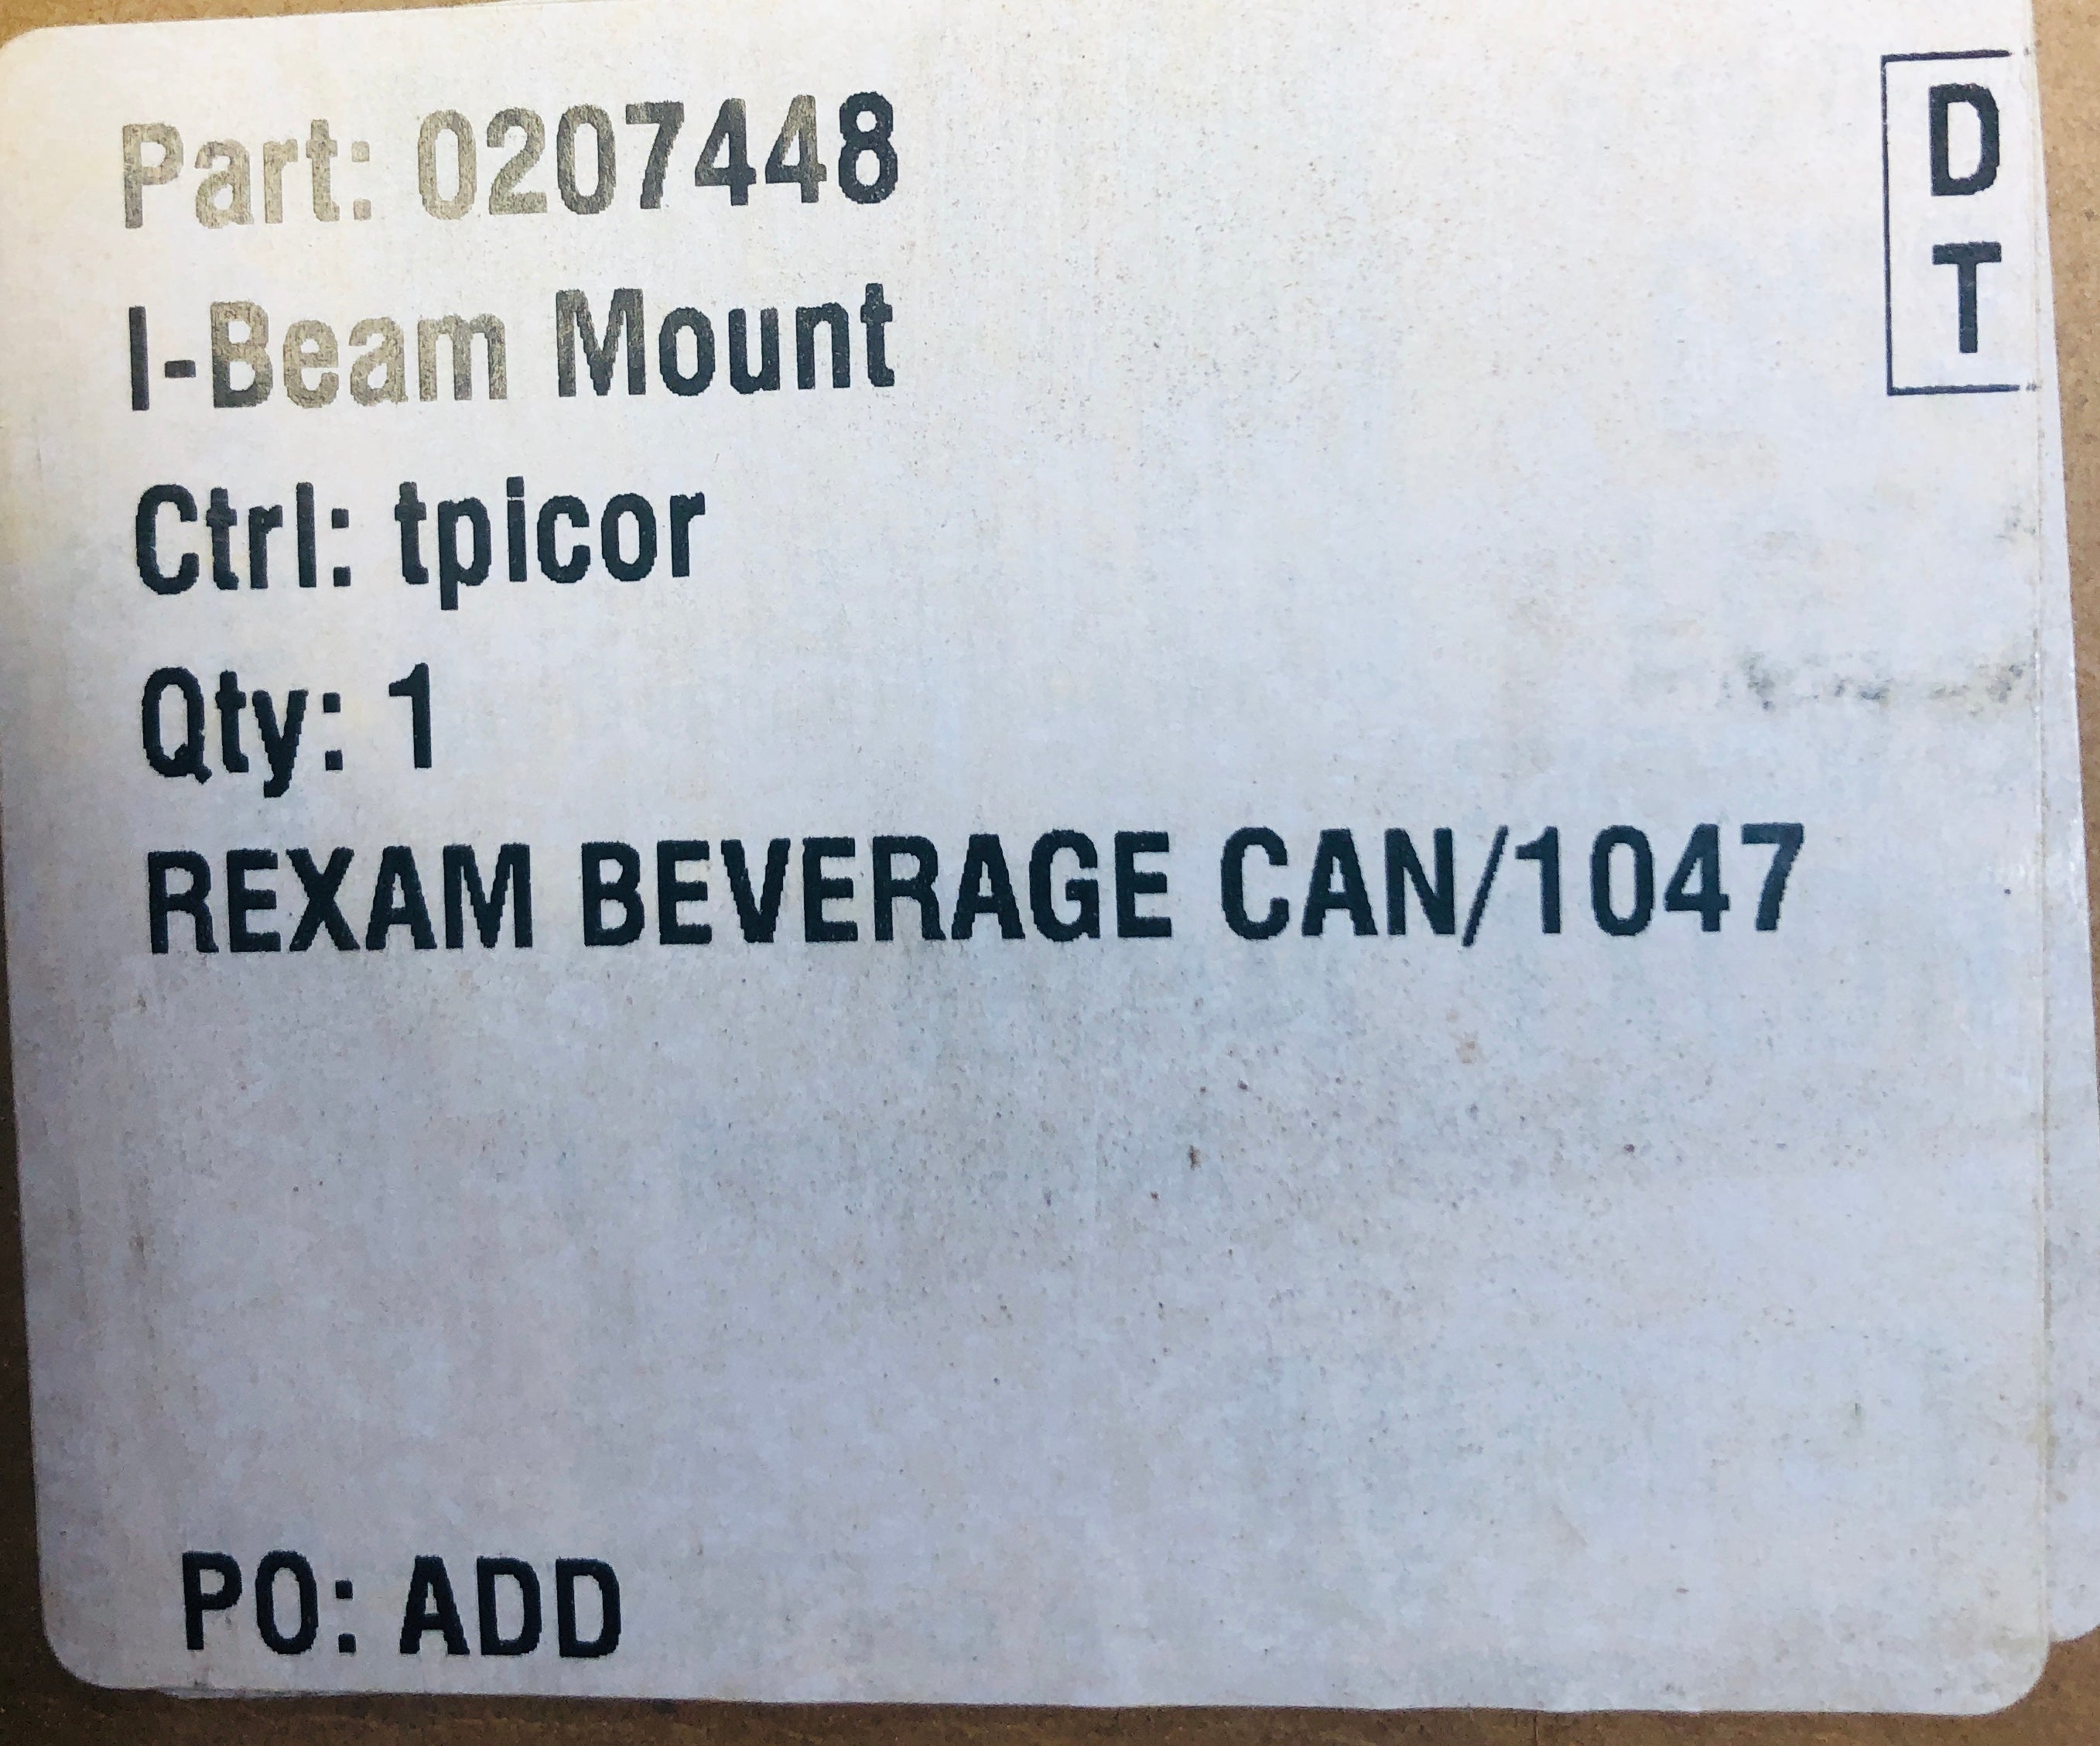 Part: 0207448
I-Beam Mount
Ctrl: tpicor
Qty: 1
REXAM BEVERAGE CAN/1047
PO: ADD
D
T